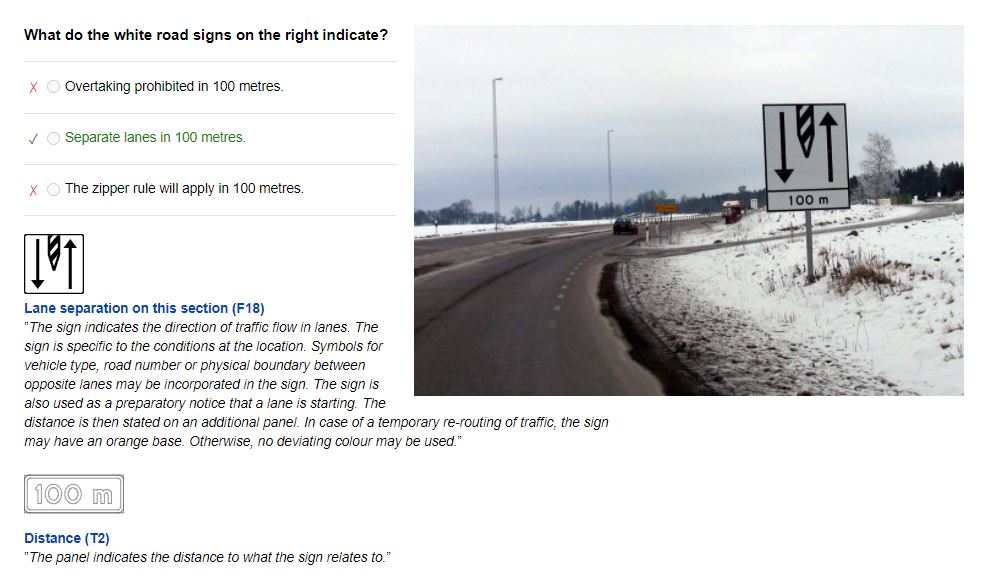 What do the white road signs on the right indicate?
Overtaking prohibited in 100 metres.
Separate lanes in 100 metres.
The zipper rule will apply in 100 metres.
100 m
Lane separation on this section (F18)
"The sign indicates the direction of traffic flow in lanes. The
sign is specific to the conditions at the location. Symbols for
vehicle type, road number or physical boundary between
opposite lanes may be incorporated in the sign. The sign is
also used as a preparatory notice that a lane is starting. The
distance is then stated on an additional panel. In case of a temporary re-routing of traffic, the sign
may have an orange base. Otherwise, no deviating colour may be used."
100 m
Distance (T2)
"The panel indicates the distance to what the sign relates to."